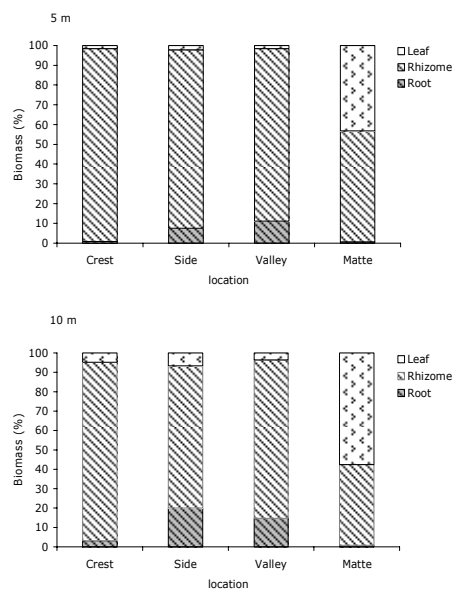 5 m
100
90
80
70
60
50
40
30
20
10
0
Biomass (%)
Crest Side Valley Matte
location
Leaf
Rhizome
Root
10 m
100
90
80
70
60
50
40
30
20
10
0
Biomass (%)
Crest Side Valley Matte
location
Leaf
Rhizome
Root